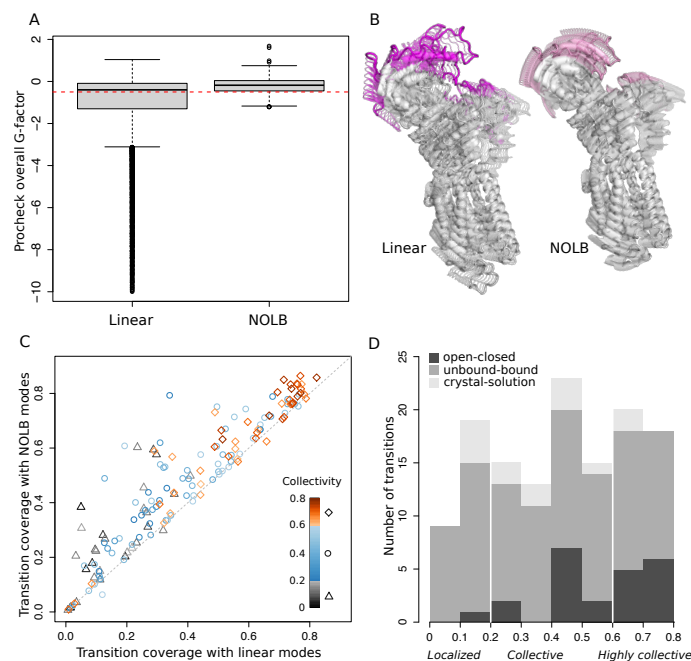 A
Procheck overall G-factor
2
0
−2
−4
−6
−8
−10
Linear
NOLB
B
Linear
NOLB
C
Transition coverage with NOLB modes
0.8
0.6
0.4
0.2
0.0
0.0 0.2 0.4 0.6 0.8
Transition coverage with linear modes
Collectivity
0.8
0.6
0.4
0.2
0
D
open-closed
unbound-bound
crystal-solution
Number of transitions
25
20
15
10
5
0
0 0.1 0.2 0.3 0.4 0.5 0.6 0.7 0.8
Localized Collective Highly collective